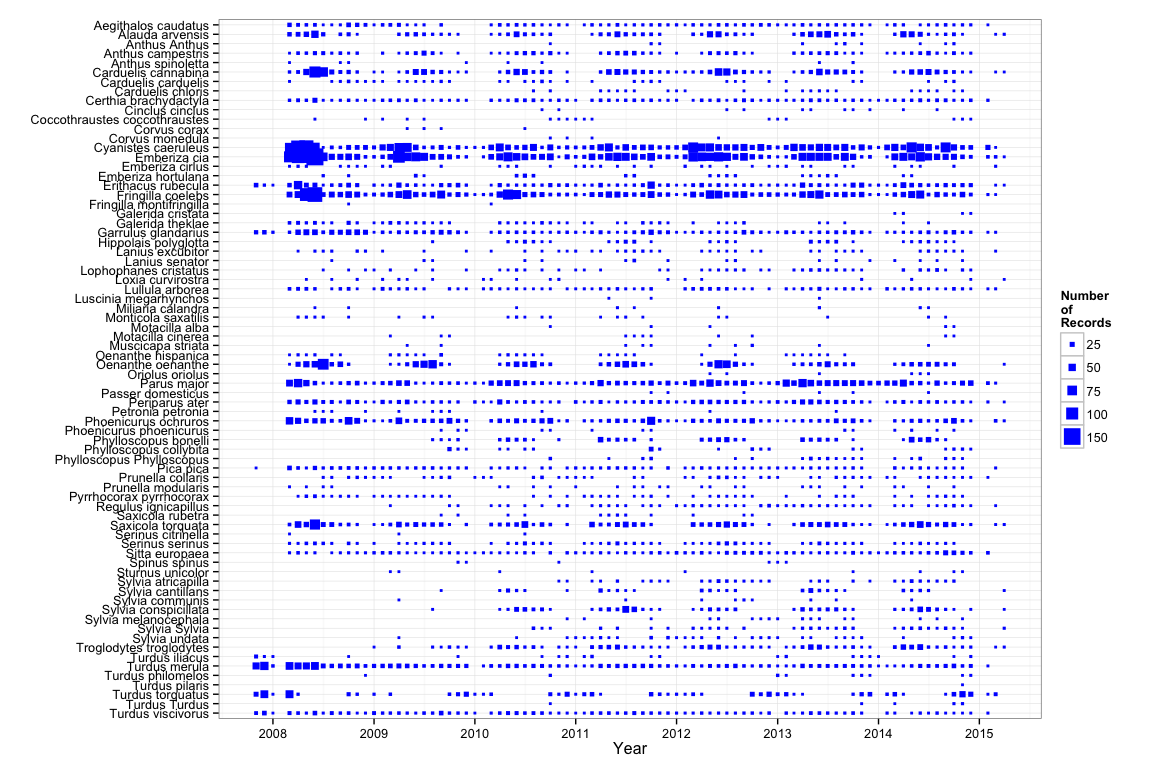 Aegithalos caudatus
Alauda arvensis
Anthus Anthus
Anthus campestris
Anthus spinoletta
Carduelis cannabina
Carduelis carduelis
Carduelis chloris
Certhia brachydactyla
Cinclus cinclus
Coccothraustes coccothraustes
Corvus corax
Corvus monedula
Cyanistes caeruleus
Emberiza cia
Emberiza cirlus
Emberiza hortulana
Erithacus rubecula
Fringilla coelebs
Fringilla montifringilla
Galerida cristata
Galerida theklae
Garrulus glandarius
Hippolais polyglotta
Lanius excubitor
Lanius senator
Lophophanes cristatus
Loxia curvirostra
Lullula arborea
Luscinia megarhynchos
Miliaria calandra
Monticola saxatilis
Motacilla alba
Motacilla cinerea
Muscicapa striata
Oenanthe hispanica
Oenanthe oenanthe
Oriolus oriolus
Parus major
Passer domesticus
Periparus ater
Petronia petronia
Phoenicurus ochruros
Phoenicurus phoenicurus
Phylloscopus bonelli
Phylloscopus collybita
Phylloscopus Phylloscopus
Pica pica
Prunella collaris
Prunella modularis
Pyrrhocorax pyrrhocorax
Regulus ignicapillus
Saxicola rubetra
Saxicola torquata
Serinus citrinella
Serinus serinus
Sitta europaea
Spinus spinus
Sturnus unicolor
Sylvia atricapilla
Sylvia cantillans
Sylvia communis
Sylvia conspicillata
Sylvia melanocephala
Sylvia Sylvia
Sylvia undata
Troglodytes troglodytes
Turdus iliacus
Turdus merula
Turdus philomelos
Turdus pilaris
Turdus torquatus
Turdus Turdus
Turdus viscivorus
2008 2009 2010 2011 2012 2013 2014 2015
Year
Number
of
Records
25
50
75
100
150